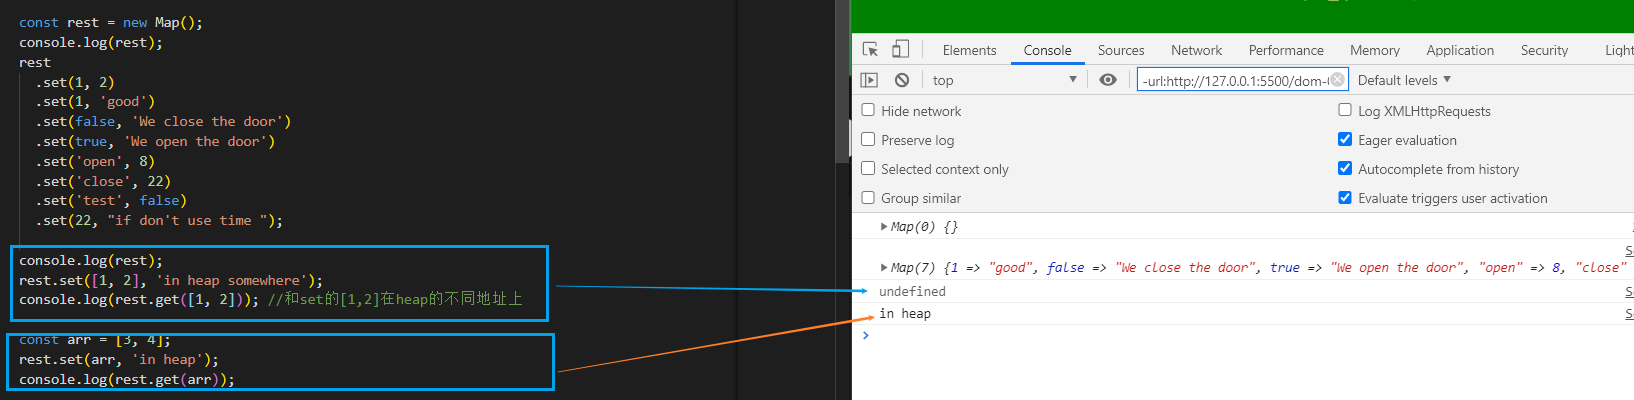 const rest = new Map();
console.log(rest);
rest
.set(1, 2)
.set(1, 'good')
.set(false, 'We close the door')
.set(true, 'We open the door')
.set('open', 8)
.set('close', 22)
.set('test', false)
.set(22, "if don't use time ");
console.log(rest);
rest.set([1, 2], 'in heap somewhere');
console.log(rest.get([1, 2])); //和set的[1,2]在heap的不同地址上
const arr = [3, 4];
rest.set(arr, 'in heap');
console.log(rest.get(arr));
Elements Console Sources Network Performance Memory Application Security Light
top -url:http://127.0.0.1:5500/dom- Default levels
Hide network Log XMLHttpRequests
Preserve log Eager evaluation
Selected context only Autocomplete from history
Group similar Evaluate triggers user activation
Map(0) {}
Map(7) {1 => "good", false => "We close the door", true => "We open the door", "open" => 8, "close"
undefined
in heap